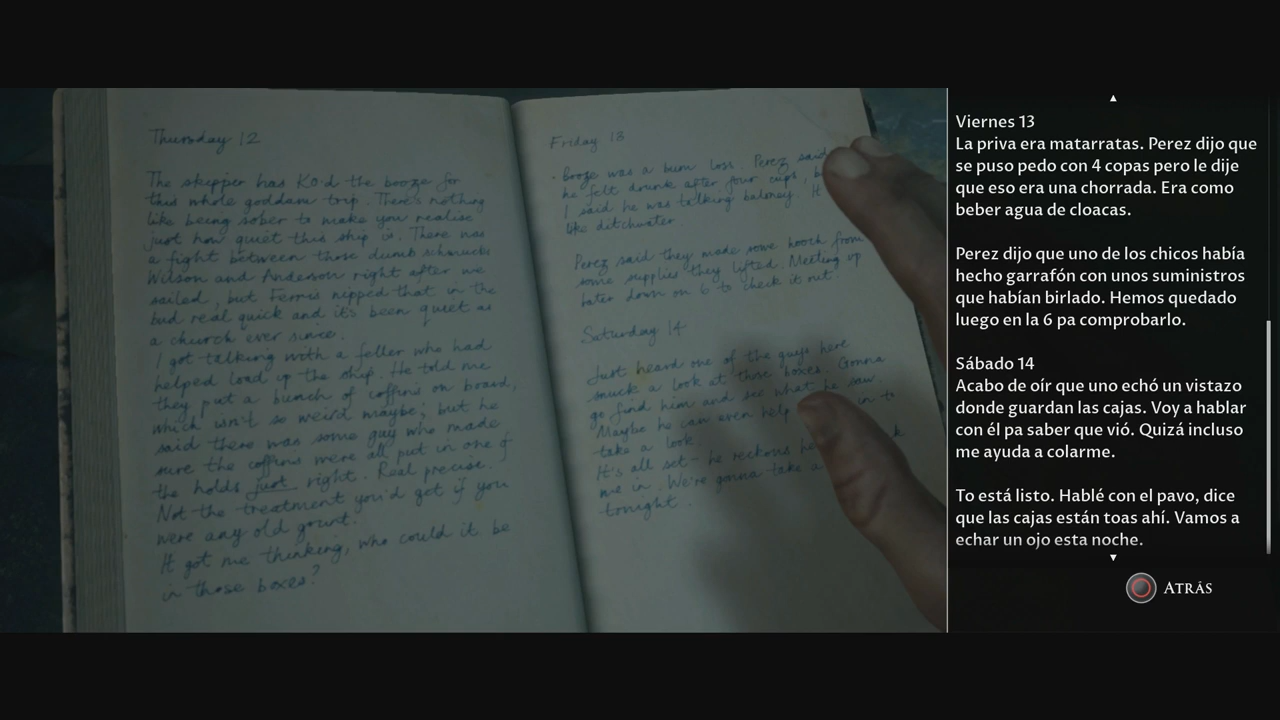 Thursday 12
The skipper has KO'd the booze for
this whole goddam trip. There's nothing
like being sober to make you realise
just how quiet this ship is. There was
a fight between those dumb schmucks
Wilson and Anderson right after we
sailed, but Ferris nipped that in the
bud real quick and it's been quiet as
a church ever since.
I got talking with a feller who had
helped load up the ship. He told me
they put a bunch of coffins on board,
which isn't so weird maybe; but he
said there was some guy who made
sure the coffins were all put in one of
the holds just right. Real precise.
Not the treatment you'd get if you
were any old grunt.
It got me thinking, who could it be
in those boxes?
Friday 13
Booze was a bum loss. Perez said
he felt drunk after four cups, b
I said he was talking baloney. It
like ditchwater.
Perez said they made some hooch from
some supplies they lifted. Meeting up
later down on 6 to check it out
Saturday 14
Just heard one of the guys here
snuck a look at those boxes. Gonna
go find him and see what he saw
Maybe he can even help in to
take a look
It's all set - he reckons he k
me in. We're gonna take a
tonight.
Viernes 13
La priva era matarratas. Perez dijo que
se puso pedo con 4 copas pero le dije
que eso era una chorrada. Era como
beber agua de cloacas.
Perez dijo que uno de los chicos había
hecho garrafón con unos suministros
que habían birlado. Hemos quedado
luego en la 6 pa comprobarlo.
Sábado 14
Acabo de oír que uno echó un vistazo
donde guardan las cajas. Voy a hablar
con él pa saber que vió. Quizá incluso
me ayuda a colarme.
To está listo. Hablé con el pavo, dice
que las cajas están toas ahí. Vamos a
echar un ojo esta noche.
Atrás